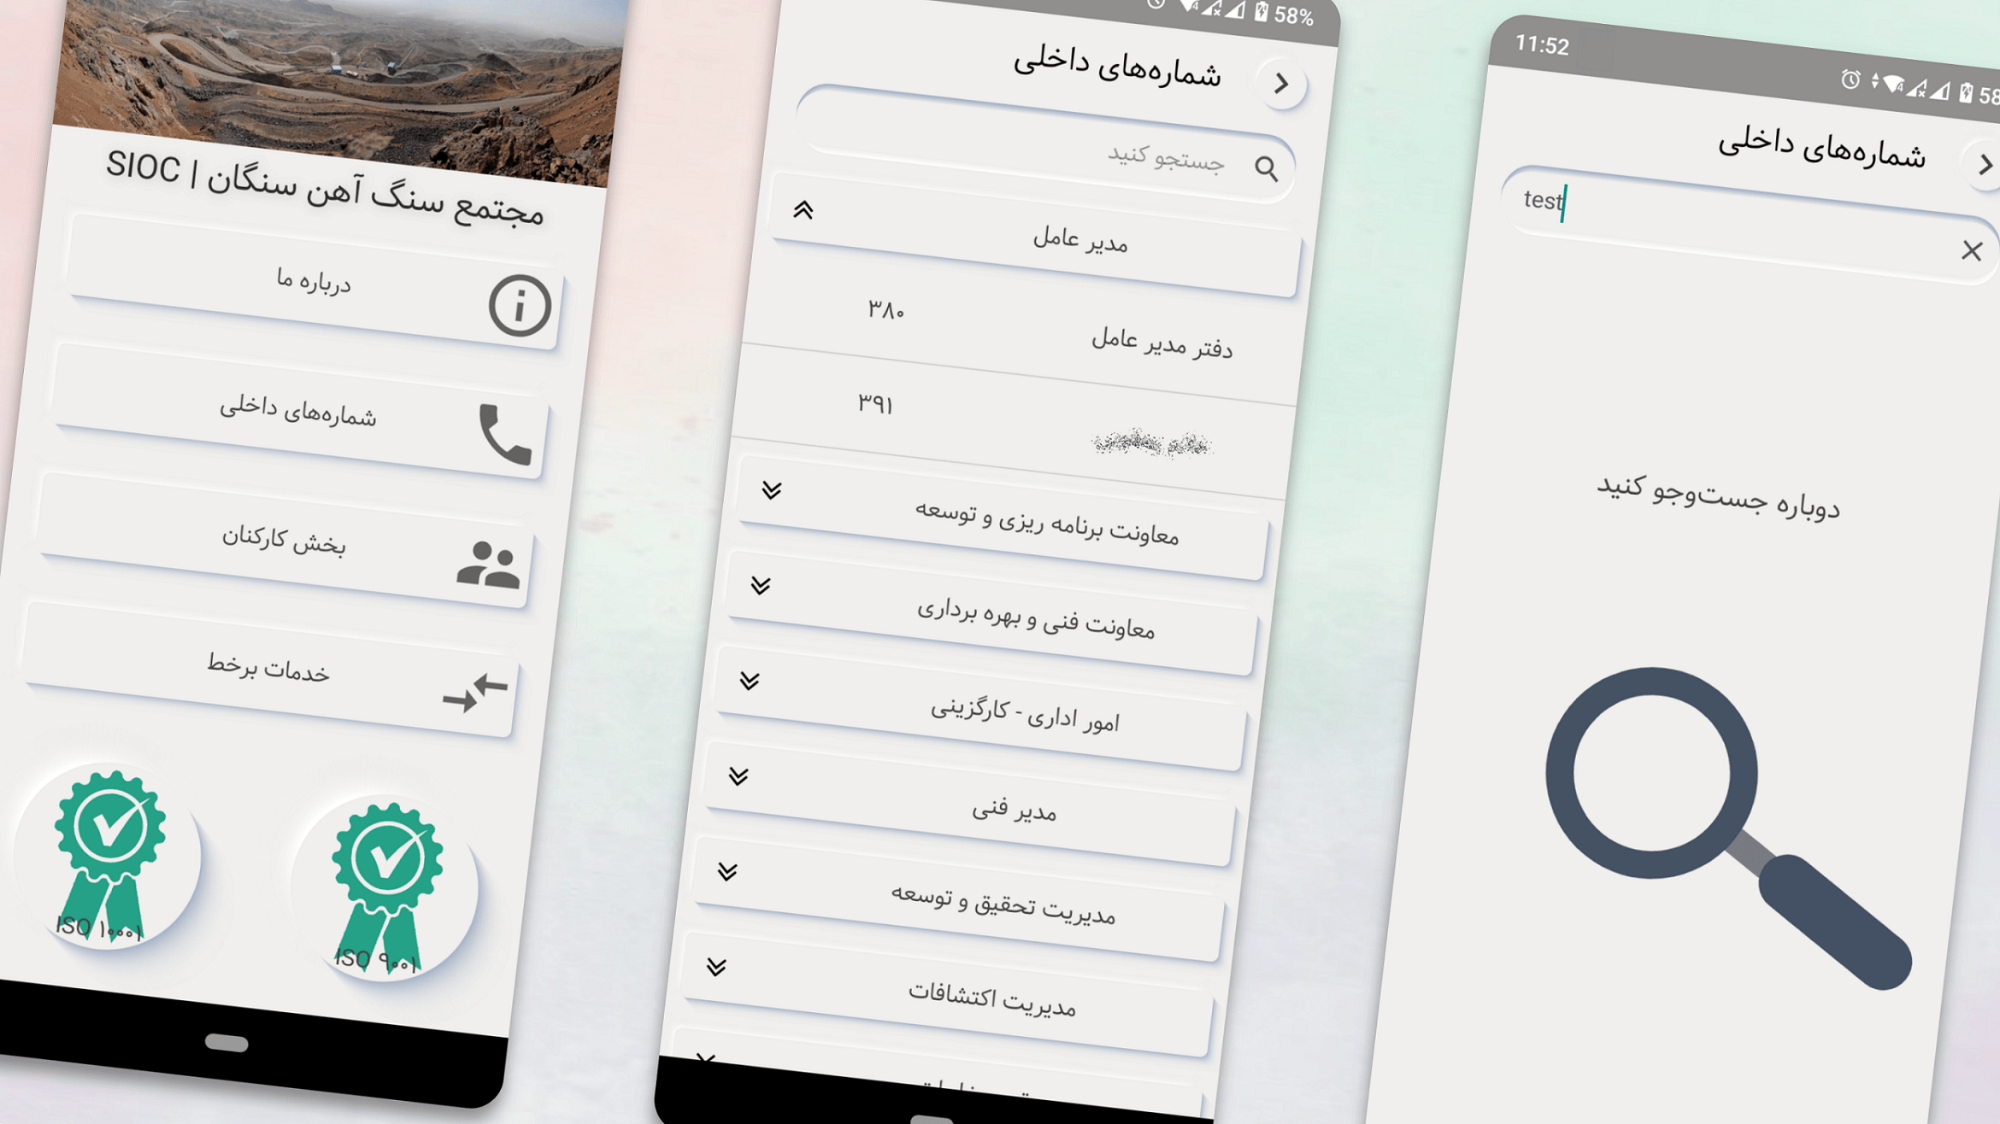 مجتمع سنگ آهن سنگان | SIOC
درباره ما
شماره‌های داخلی
بخش کارکنان
خدمات برخط
ISO ۱۰۰۰۱
ISO ۹۰۰۱
58%
شماره‌های داخلی
جستجو کنید
مدیر عامل
دفتر مدیر عامل ۳۸۰
۳۹۱
معاونت برنامه ریزی و توسعه
معاونت فنی و بهره برداری
امور اداری - کارگزینی
مدیر فنی
مدیریت تحقیق و توسعه
مدیریت اکتشافات
11:52
58
شماره‌های داخلی
test
دوباره جست‌وجو کنید